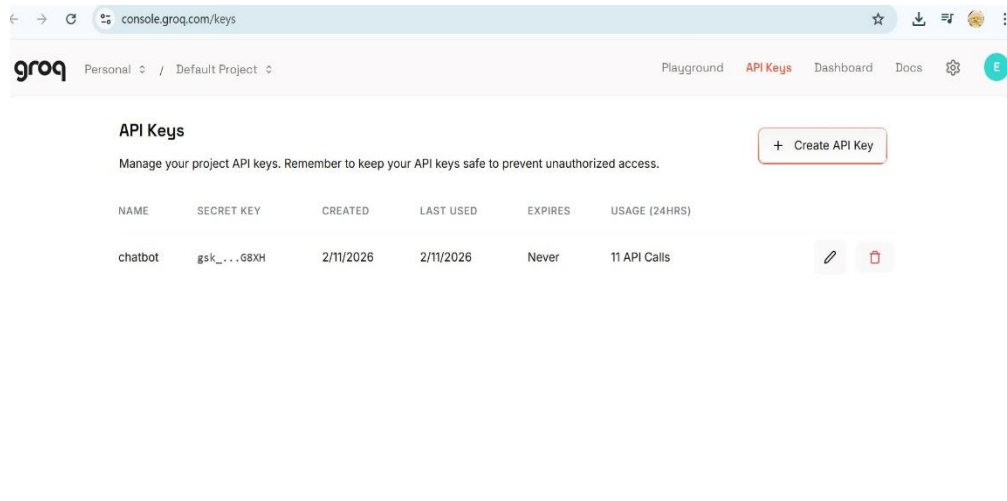 console.groq.com/keys
groq Personal / Default Project Playground API Keys Dashboard Docs E
API Keys
Manage your project API keys. Remember to keep your API keys safe to prevent unauthorized access.
+ Create API Key
NAME SECRET KEY CREATED LAST USED EXPIRES USAGE (24HRS)
chatbot gsk_...G8XH 2/11/2026 2/11/2026 Never 11 API Calls